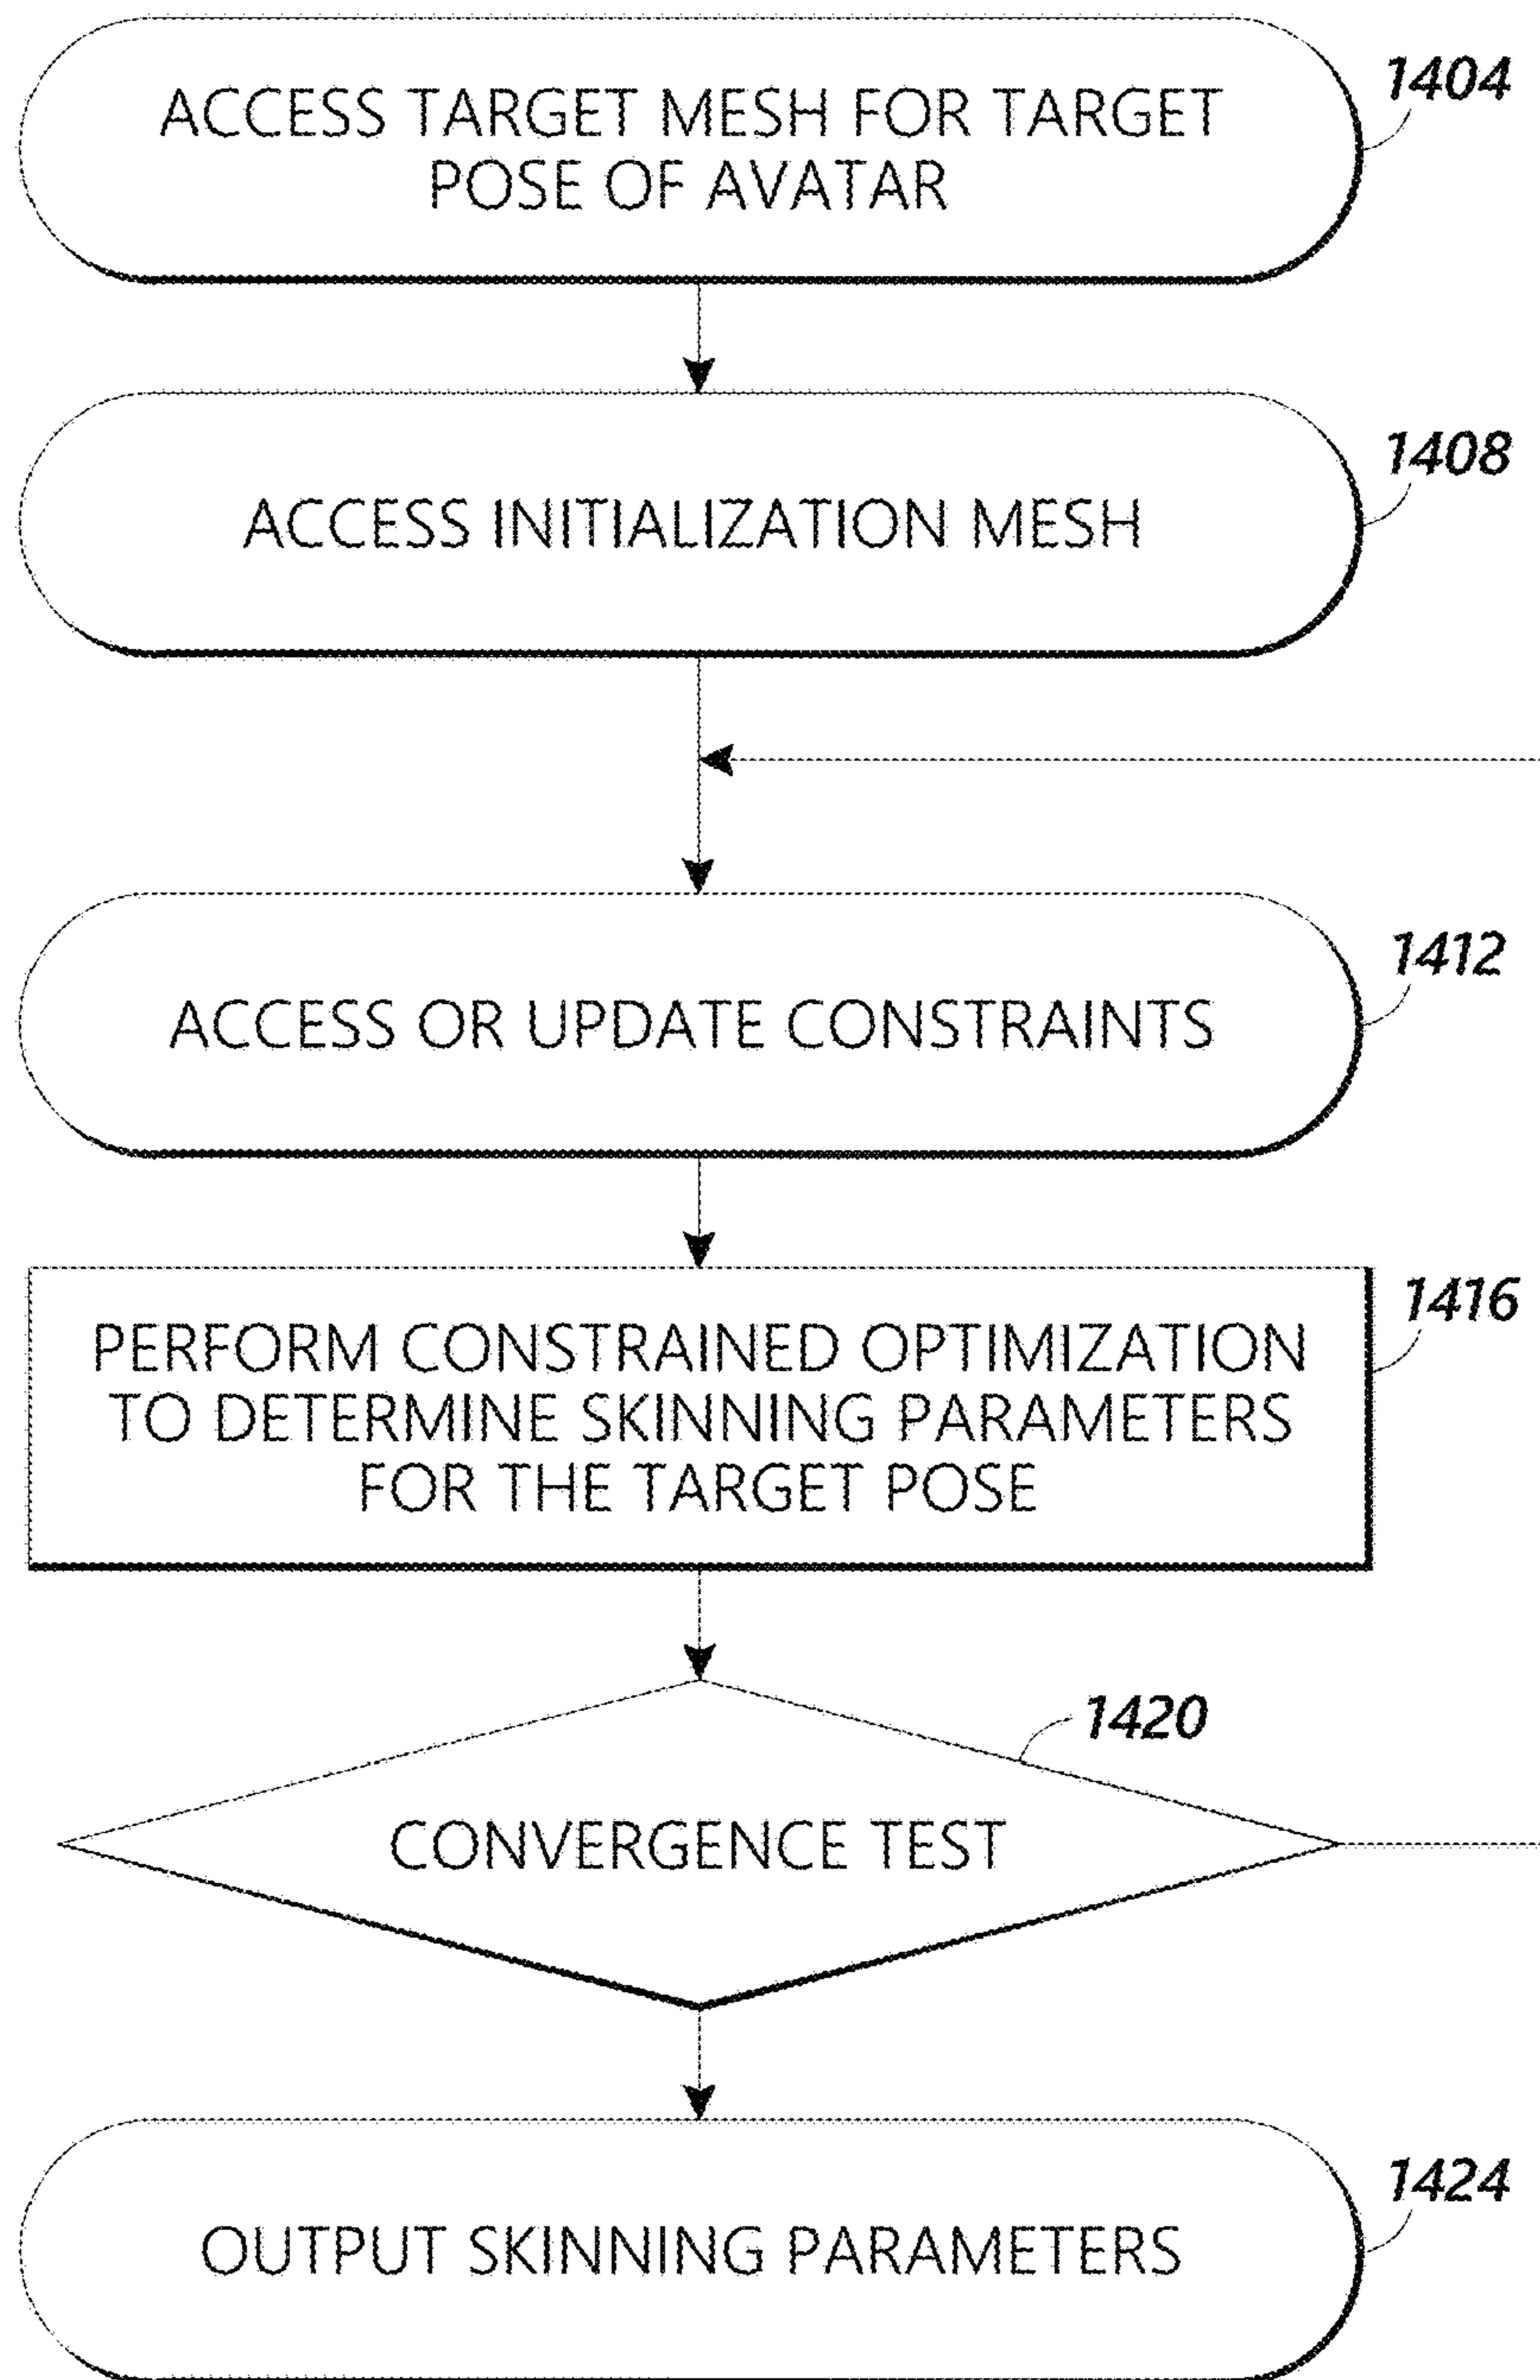 ACCESS TARGET MESH FOR TARGET
POSE OF AVATAR
1404
ACCESS INITIALIZATION MESH
1408
ACCESS OR UPDATE CONSTRAINTS
1412
PERFORM CONSTRAINED OPTIMIZATION
TO DETERMINE SKINNING PARAMETERS
FOR THE TARGET POSE
1416
CONVERGENCE TEST
1420
OUTPUT SKINNING PARAMETERS
1424